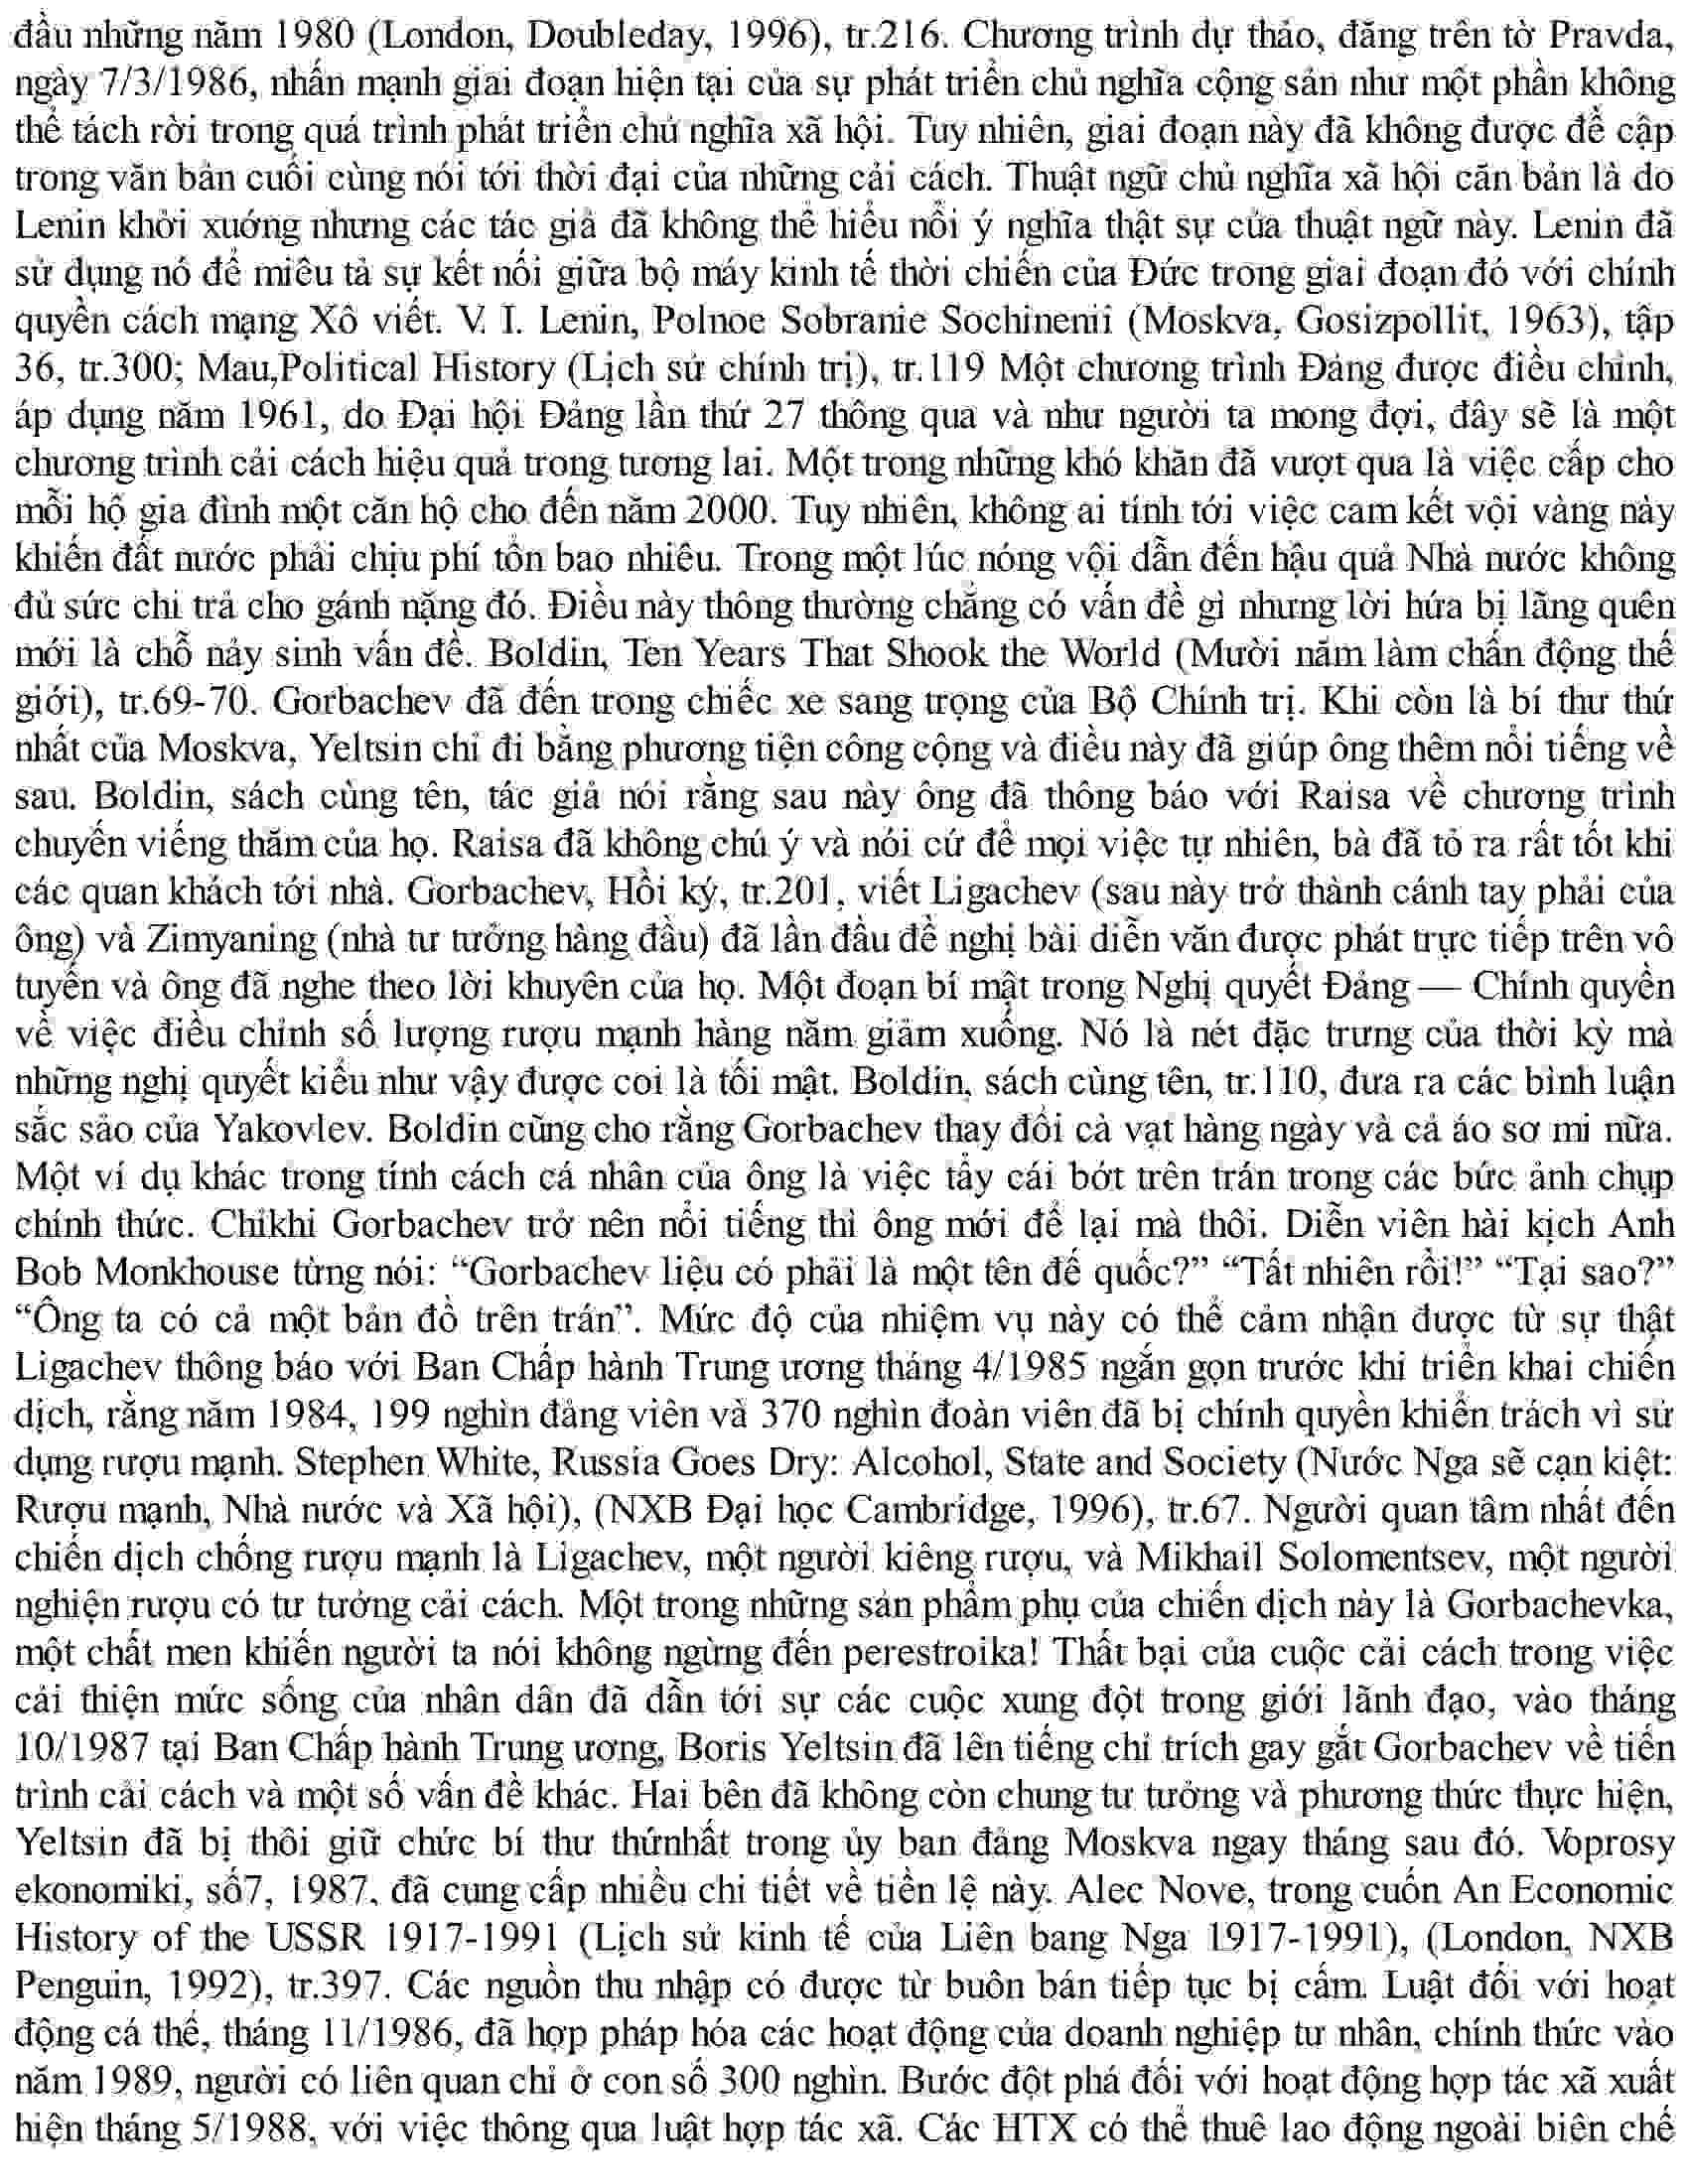 đầu những năm 1980 (London, Doubleday, 1996), tr.216. Chương trình dự thảo, đăng trên tờ Pravda,
ngày 7/3/1986, nhấn mạnh giai đoạn hiện tại của sự phát triển chủ nghĩa cộng sản như một phần không
thể tách rời trong quá trình phát triển chủ nghĩa xã hội. Tuy nhiên, giai đoạn này đã không được đề cập
trong văn bản cuối cùng nói tới thời đại của những cải cách. Thuật ngữ chủ nghĩa xã hội căn bản là do
Lenin khởi xướng nhưng các tác giả đã không thể hiểu nổi ý nghĩa thật sự của thuật ngữ này. Lenin đã
sử dụng nó để miêu tả sự kết nối giữa bộ máy kinh tế thời chiến của Đức trong giai đoạn đó với chính
quyền cách mạng Xô viết. V. I. Lenin, Polnoe Sobranie Sochinenii (Moskva, Gosizpollit, 1963), tập
36, tr.300; Mau,Political History (Lịch sử chính trị), tr.119 Một chương trình Đảng được điều chỉnh,
áp dụng năm 1961, do Đại hội Đảng lần thứ 27 thông qua và như người ta mong đợi, đây sẽ là một
chương trình cải cách hiệu quả trong tương lai. Một trong những khó khăn đã vượt qua là việc cấp cho
mỗi hộ gia đình một căn hộ cho đến năm 2000. Tuy nhiên, không ai tính tới việc cam kết vội vàng này
khiến đất nước phải chịu phí tổn bao nhiêu. Trong một lúc nóng vội dẫn đến hậu quả Nhà nước không
đủ sức chi trả cho gánh nặng đó. Điều này thông thường chẳng có vấn đề gì nhưng lời hứa bị lãng quên
mới là chỗ nảy sinh vấn đề. Boldin, Ten Years That Shook the World (Mười năm làm chấn động thế
giới), tr.69-70. Gorbachev đã đến trong chiếc xe sang trọng của Bộ Chính trị. Khi còn là bí thư thứ
nhất của Moskva, Yeltsin chỉ đi bằng phương tiện công cộng và điều này đã giúp ông thêm nổi tiếng về
sau. Boldin, sách cùng tên, tác giả nói rằng sau này ông đã thông báo với Raisa về chương trình
chuyến viếng thăm của họ. Raisa đã không chú ý và nói cứ để mọi việc tự nhiên, bà đã tỏ ra rất tốt khi
các quan khách tới nhà. Gorbachev, Hồi ký, tr.201, viết Ligachev (sau này trở thành cánh tay phải của
ông) và Zimyaning (nhà tư tưởng hàng đầu) đã lần đầu đề nghị bài diễn văn được phát trực tiếp trên vô
tuyến và ông đã nghe theo lời khuyên của họ. Một đoạn bí mật trong Nghị quyết Đảng — Chính quyền
về việc điều chỉnh số lượng rượu mạnh hàng năm giảm xuống. Nó là nét đặc trưng của thời kỳ mà
những nghị quyết kiểu như vậy được coi là tối mật. Boldin, sách cùng tên, tr.110, đưa ra các bình luận
sắc sảo của Yakovlev. Boldin cũng cho rằng Gorbachev thay đổi cà vạt hàng ngày và cả áo sơ mi nữa.
Một ví dụ khác trong tính cách cá nhân của ông là việc tẩy cái bớt trên trán trong các bức ảnh chụp
chính thức. Chỉkhi Gorbachev trở nên nổi tiếng thì ông mới để lại mà thôi. Diễn viên hài kịch Anh
Bob Monkhouse từng nói: “Gorbachev liệu có phải là một tên đế quốc?” “Tất nhiên rồi!” “Tại sao?”
“Ông ta có cả một bản đồ trên trán”. Mức độ của nhiệm vụ này có thể cảm nhận được từ sự thật
Ligachev thông báo với Ban Chấp hành Trung ương tháng 4/1985 ngắn gọn trước khi triển khai chiến
dịch, rằng năm 1984, 199 nghìn đảng viên và 370 nghìn đoàn viên đã bị chính quyền khiển trách vì sử
dụng rượu mạnh. Stephen White, Russia Goes Dry: Alcohol, State and Society (Nước Nga sẽ cạn kiệt:
Rượu mạnh, Nhà nước và Xã hội), (NXB Đại học Cambridge, 1996), tr.67. Người quan tâm nhất đến
chiến dịch chống rượu mạnh là Ligachev, một người kiêng rượu, và Mikhail Solomentsev, một người
nghiện rượu có tư tưởng cải cách. Một trong những sản phẩm phụ của chiến dịch này là Gorbachevka,
một chất men khiến người ta nói không ngừng đến perestroika! Thất bại của cuộc cải cách trong việc
cải thiện mức sống của nhân dân đã dẫn tới sự các cuộc xung đột trong giới lãnh đạo, vào tháng
10/1987 tại Ban Chấp hành Trung ương, Boris Yeltsin đã lên tiếng chỉ trích gay gắt Gorbachev về tiến
trình cải cách và một số vấn đề khác. Hai bên đã không còn chung tư tưởng và phương thức thực hiện,
Yeltsin đã bị thôi giữ chức bí thư thứnhất trong ủy ban đảng Moskva ngay tháng sau đó. Voprosy
ekonomiki, số7, 1987, đã cung cấp nhiều chi tiết về tiền lệ này. Alec Nove, trong cuốn An Economic
History of the USSR 1917-1991 (Lịch sử kinh tế của Liên bang Nga 1917-1991), (London, NXB
Penguin, 1992), tr.397. Các nguồn thu nhập có được từ buôn bán tiếp tục bị cấm. Luật đối với hoạt
động cá thể, tháng 11/1986, đã hợp pháp hóa các hoạt động của doanh nghiệp tư nhân, chính thức vào
năm 1989, người có liên quan chỉ ở con số 300 nghìn. Bước đột phá đối với hoạt động hợp tác xã xuất
hiện tháng 5/1988, với việc thông qua luật hợp tác xã. Các HTX có thể thuê lao động ngoài biên chế